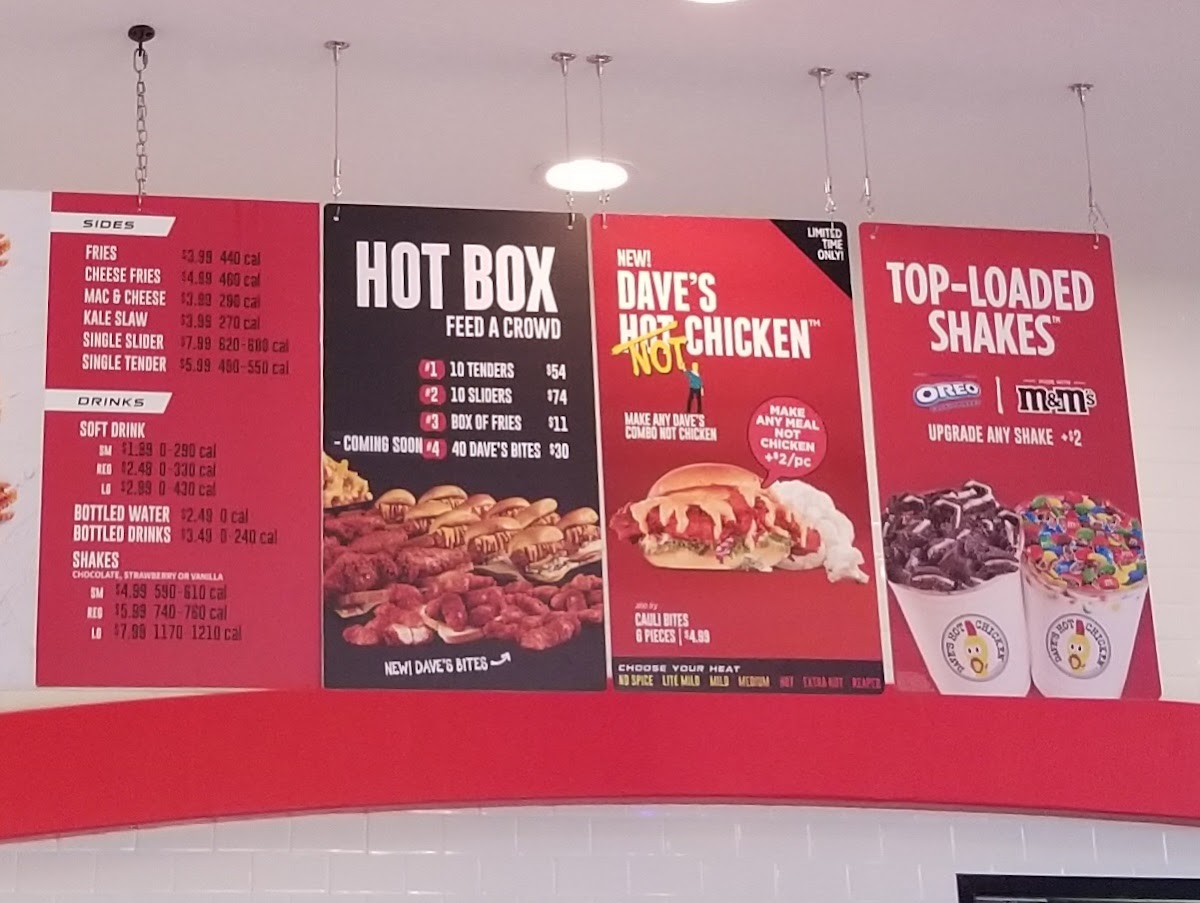 SIDES
FRIES $3.99 440 cal
CHEESE FRIES $4.99 460 cal
MAC & CHEESE $3.99 290 cal
KALE SLAW $3.99 270 cal
SINGLE SLIDER $7.99 620-680 cal
SINGLE TENDER $5.99 490-550 cal
DRINKS
SOFT DRINK
SM $1.99 0-290 cal
REG $2.49 0-330 cal
LG $2.99 0-430 cal
BOTTLED WATER $2.49 0 cal
BOTTLED DRINKS $3.49 0-240 cal
SHAKES
CHOCOLATE, STRAWBERRY OR VANILLA
SM $4.99 590-610 cal
REG $5.99 740-760 cal
LG $7.99 1170-1210 cal
HOT BOX
FEED A CROWD
#1 10 TENDERS $54
#2 10 SLIDERS $74
#3 BOX OF FRIES $11
- COMING SOON #4 40 DAVE'S BITES $30
NEW! DAVE'S BITES
LIMITED
TIME
ONLY!
NEW!
DAVE'S
HOT CHICKEN™
NOT
MAKE ANY DAVE'S
COMBO NOT CHICKEN
MAKE
ANY MEAL
NOT
CHICKEN
+$2/pc
CAULI BITES
6 PIECES | $4.99
CHOOSE YOUR HEAT
NO SPICE LITE MILD MILD MEDIUM HOT EXTRA HOT REAPER
TOP-LOADED
SHAKES™
OREO
MADE WITH
m&m's
UPGRADE ANY SHAKE +$2
DAVE'S HOT CHICKEN
DAVE'S HOT CHICKEN